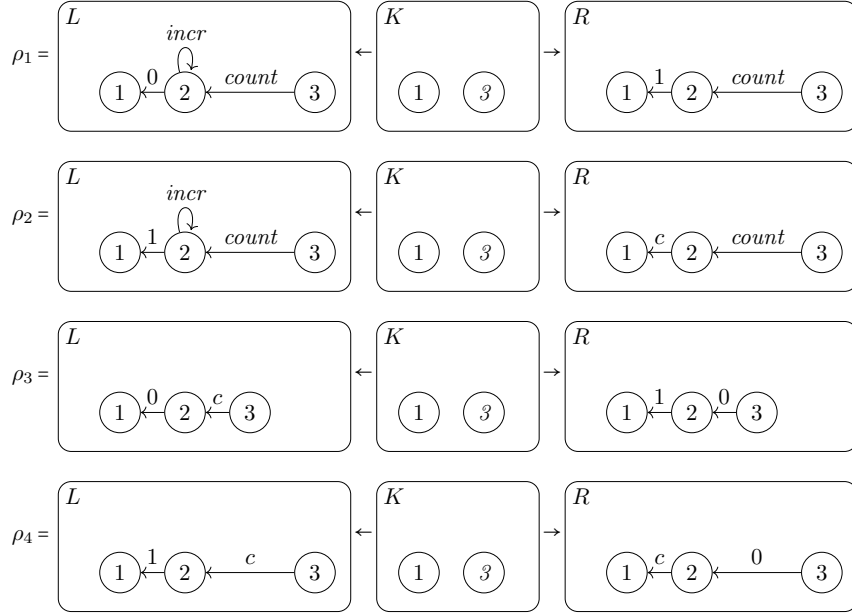 L K R
incr incr
ρ₁ = 1 0 2 count 3 ← 1 3 → 1 1 2 count 3
L K R
incr
ρ₂ = 1 1 2 count 3 ← 1 3 → 1 c 2 count 3
L K R
ρ₃ = 1 0 2 c 3 ← 1 3 → 1 1 2 0 3
L K R
ρ₄ = 1 1 2 c 3 ← 1 3 → 1 c 2 0 3